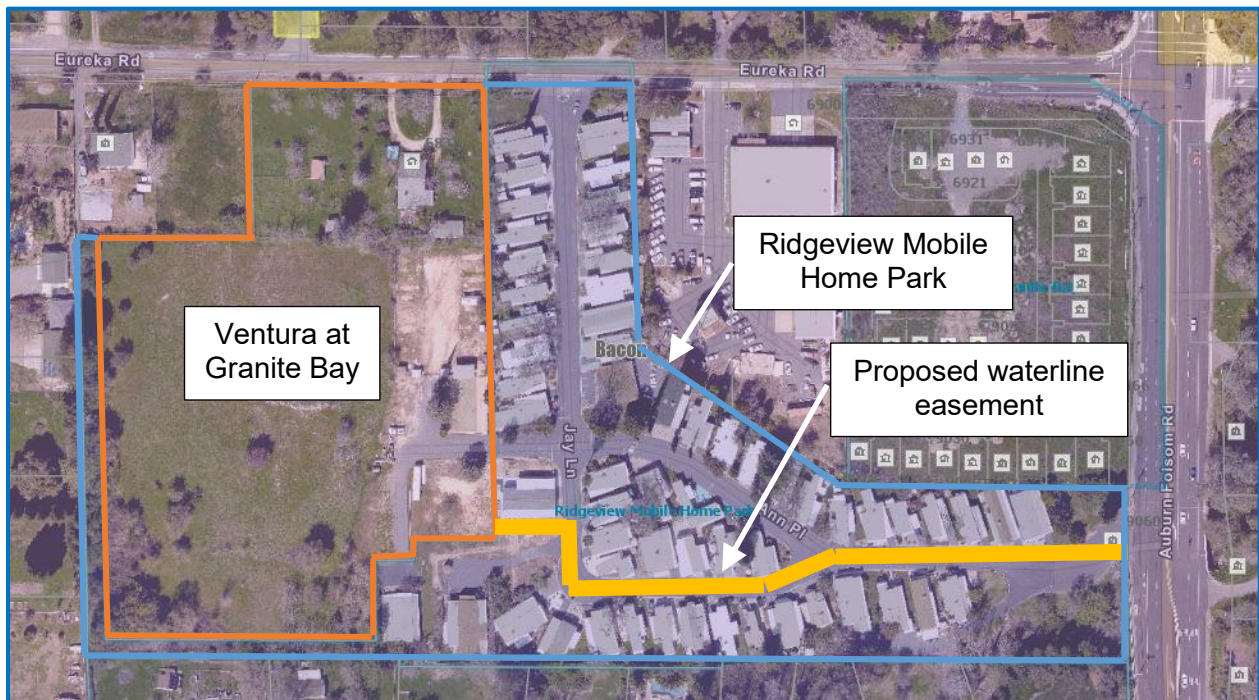 Eureka Rd
Eureka Rd
6900
6931
6921
Ridgeview Mobile
Home Park
Ventura at
Granite Bay
Bacon
Proposed waterline
easement
Jay Ln
Ann Pl
Ridgeview Mobile Home Park
9060
Auburn Folsom Rd